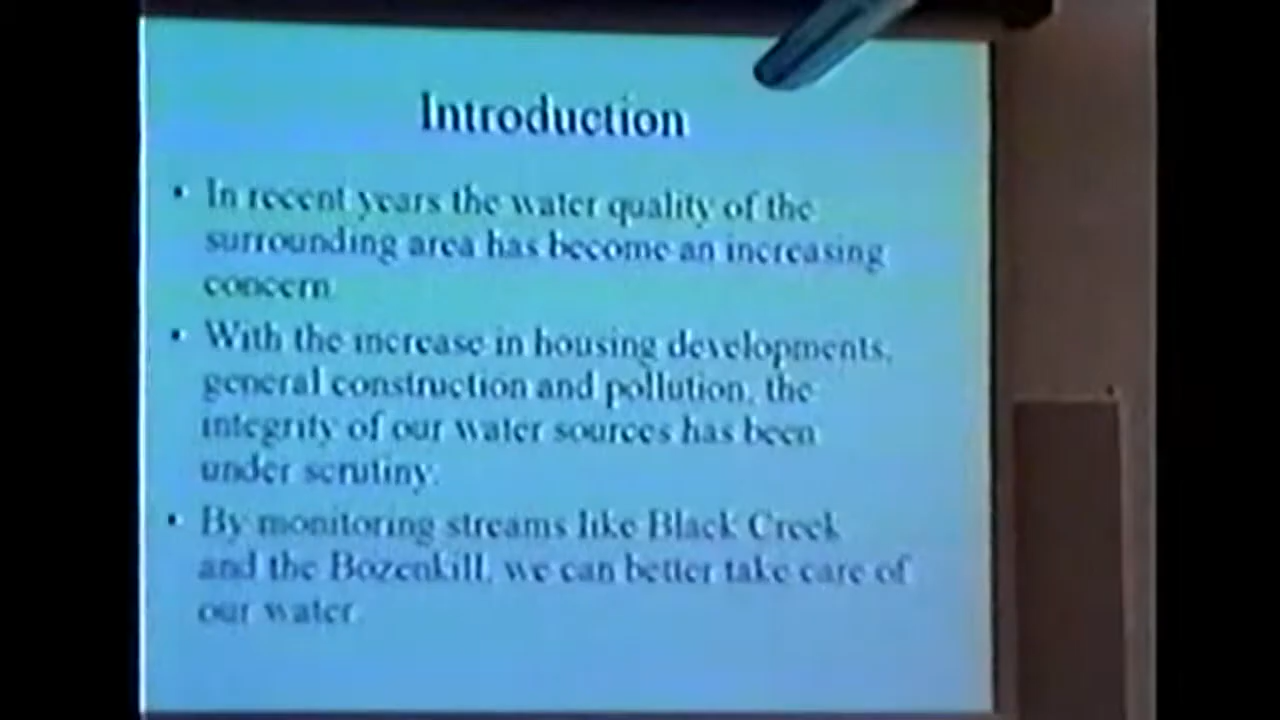 Introduction
• In recent years the water quality of the
surrounding area has become an increasing
concern.
• With the increase in housing developments,
general construction and pollution, the
integrity of our water sources has been
under scrutiny.
• By monitoring streams like Black Creek
and the Bozenkill, we can better take care of
our water.